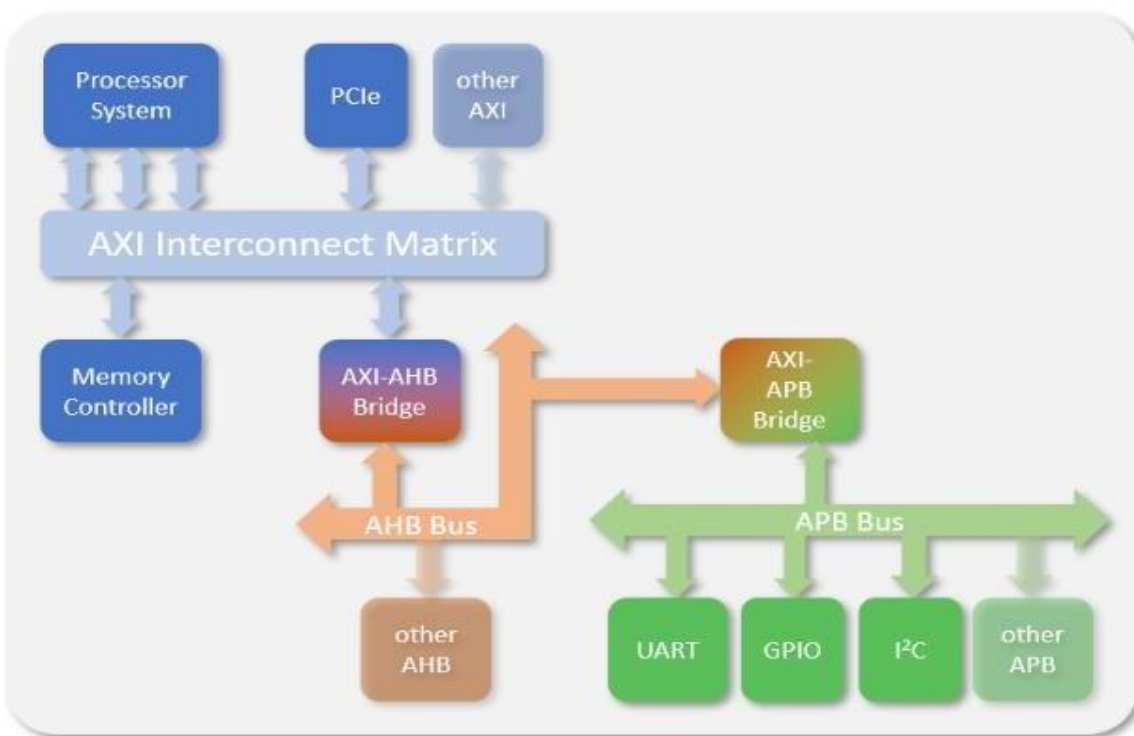 Processor
System
PCIe
other
AXI
AXI Interconnect Matrix
Memory
Controller
AXI-AHB
Bridge
AXI-
APB
Bridge
AHB Bus
APB Bus
other
AHB
UART
GPIO
I²C
other
APB